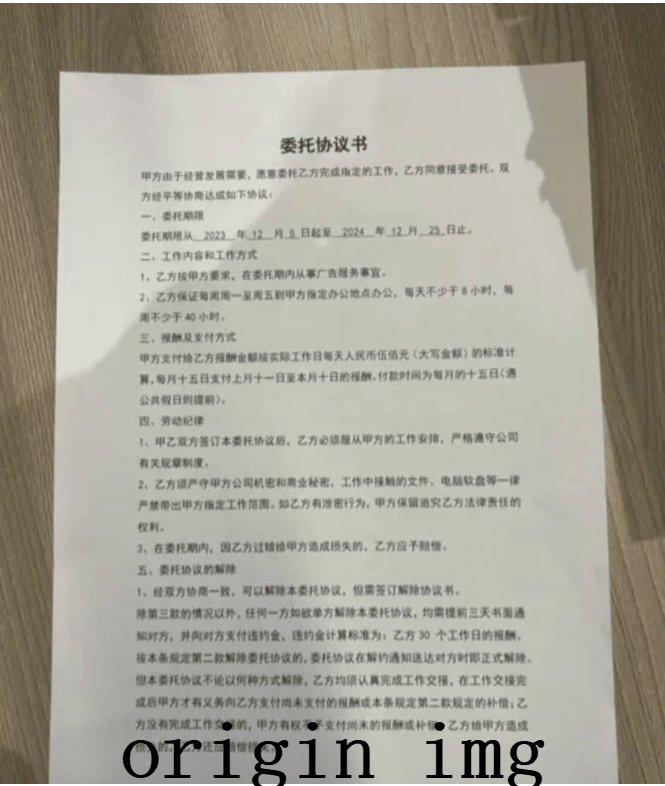 委托协议书
甲方由于经营发展需要，愿意委托乙方完成指定的工作，乙方同意接受委托。双
方经平等协商达成如下协议：
一、委托期限
委托期限从 2023 年 12 月 5 日起至 2024 年 12 月 25 日止。
二、工作内容和工作方式
1、乙方按甲方要求，在委托期内从事广告服务事宜。
2、乙方保证每周周一至周五到甲方指定办公地点办公，每天不少于 8 小时，每
周不少于 40 小时。
三、报酬及支付方式
甲方支付给乙方报酬金额按实际工作日每天人民币伍佰元（大写金额）的标准计
算，每月十五日支付上月十一日至本月十日的报酬。付款时间为每月的十五日（遇
公共假日则提前）。
四、劳动纪律
1、甲乙双方签订本委托协议后，乙方必须服从甲方的工作安排，严格遵守公司
有关规章制度。
2、乙方须严守甲方公司机密和商业秘密，工作中接触的文件、电脑软盘等一律
严禁带出甲方指定工作范围。如乙方有泄密行为，甲方保留追究乙方法律责任的
权利。
3、在委托期内，因乙方过错给甲方造成损失的，乙方应予赔偿。
五、委托协议的解除
1、经双方协商一致，可以解除本委托协议，但需签订解除协议书。
除第三款的情况以外，任何一方如欲单方解除本委托协议，均需提前三天书面通
知对方，并向对方支付违约金，违约金计算标准为：乙方 30 个工作日的报酬。
按本条规定第二款解除委托协议的，委托协议在解约通知送达对方时即正式解除。
但本委托协议不论以何种方式解除，乙方均须认真完成工作交接，在工作交接完
成后甲方才有义务向乙方支付尚未支付的报酬或本条规定第二款规定的补偿；乙
方没有完成工作交接的，甲方有权不予支付尚未的报酬或补偿；乙方给甲方造成
origin img